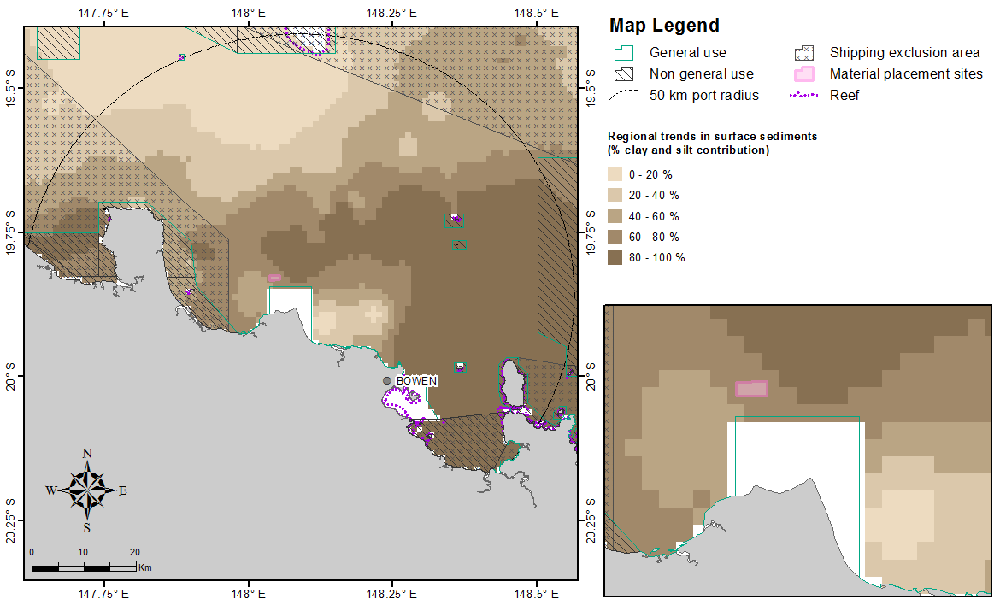 147.75° E 148° E 148.25° E 148.5° E
19.5° S
19.75° S
20° S
20.25° S
BOWEN
N
W E
S
0 10 20
Km
19.5° S
19.75° S
20° S
20.25° S
147.75° E 148° E 148.25° E 148.5° E
Map Legend
General use
Non general use
50 km port radius
Shipping exclusion area
Material placement sites
Reef
Regional trends in surface sediments
(% clay and silt contribution)
0 - 20 %
20 - 40 %
40 - 60 %
60 - 80 %
80 - 100 %